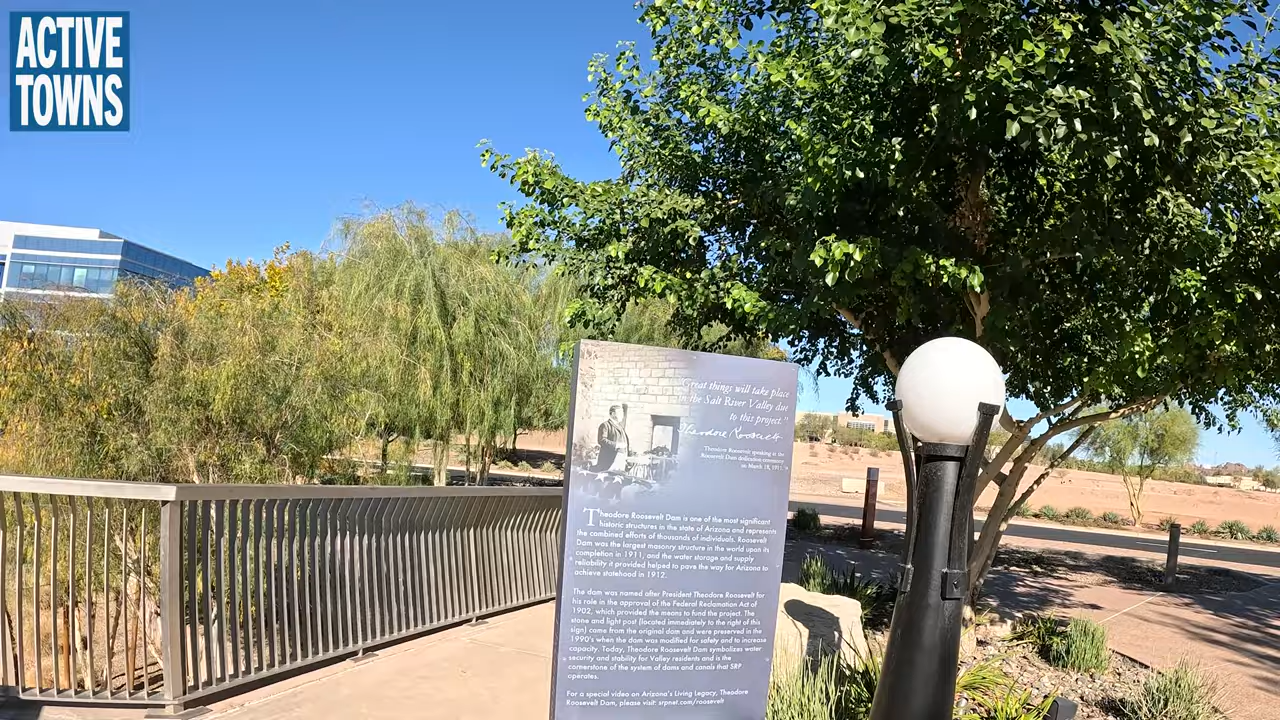 ACTIVE
TOWNS
"Great things will take place
in the Salt River Valley due
to this project."
Theodore Roosevelt
Theodore Roosevelt speaking at the
Roosevelt Dam dedication ceremony
on March 18, 1911.
Theodore Roosevelt Dam is one of the most significant
historic structures in the state of Arizona and represents
the combined efforts of thousands of individuals. Roosevelt
Dam was the largest masonry structure in the world upon its
completion in 1911, and the water storage and supply
reliability it provided helped to pave the way for Arizona to
achieve statehood in 1912.
The dam was named after President Theodore Roosevelt for
his role in the approval of the Federal Reclamation Act of
1902, which provided the means to fund the project. The
stone and light post (located immediately to the right of this
sign) came from the original dam and were preserved in the
1990's when the dam was modified for safety and to increase
capacity. Today, Theodore Roosevelt Dam symbolizes water
security and stability for Valley residents and is the
cornerstone of the system of dams and canals that SRP
operates.
For a special video on Arizona's Living Legacy, Theodore
Roosevelt Dam, please visit: srpnet.com/roosevelt